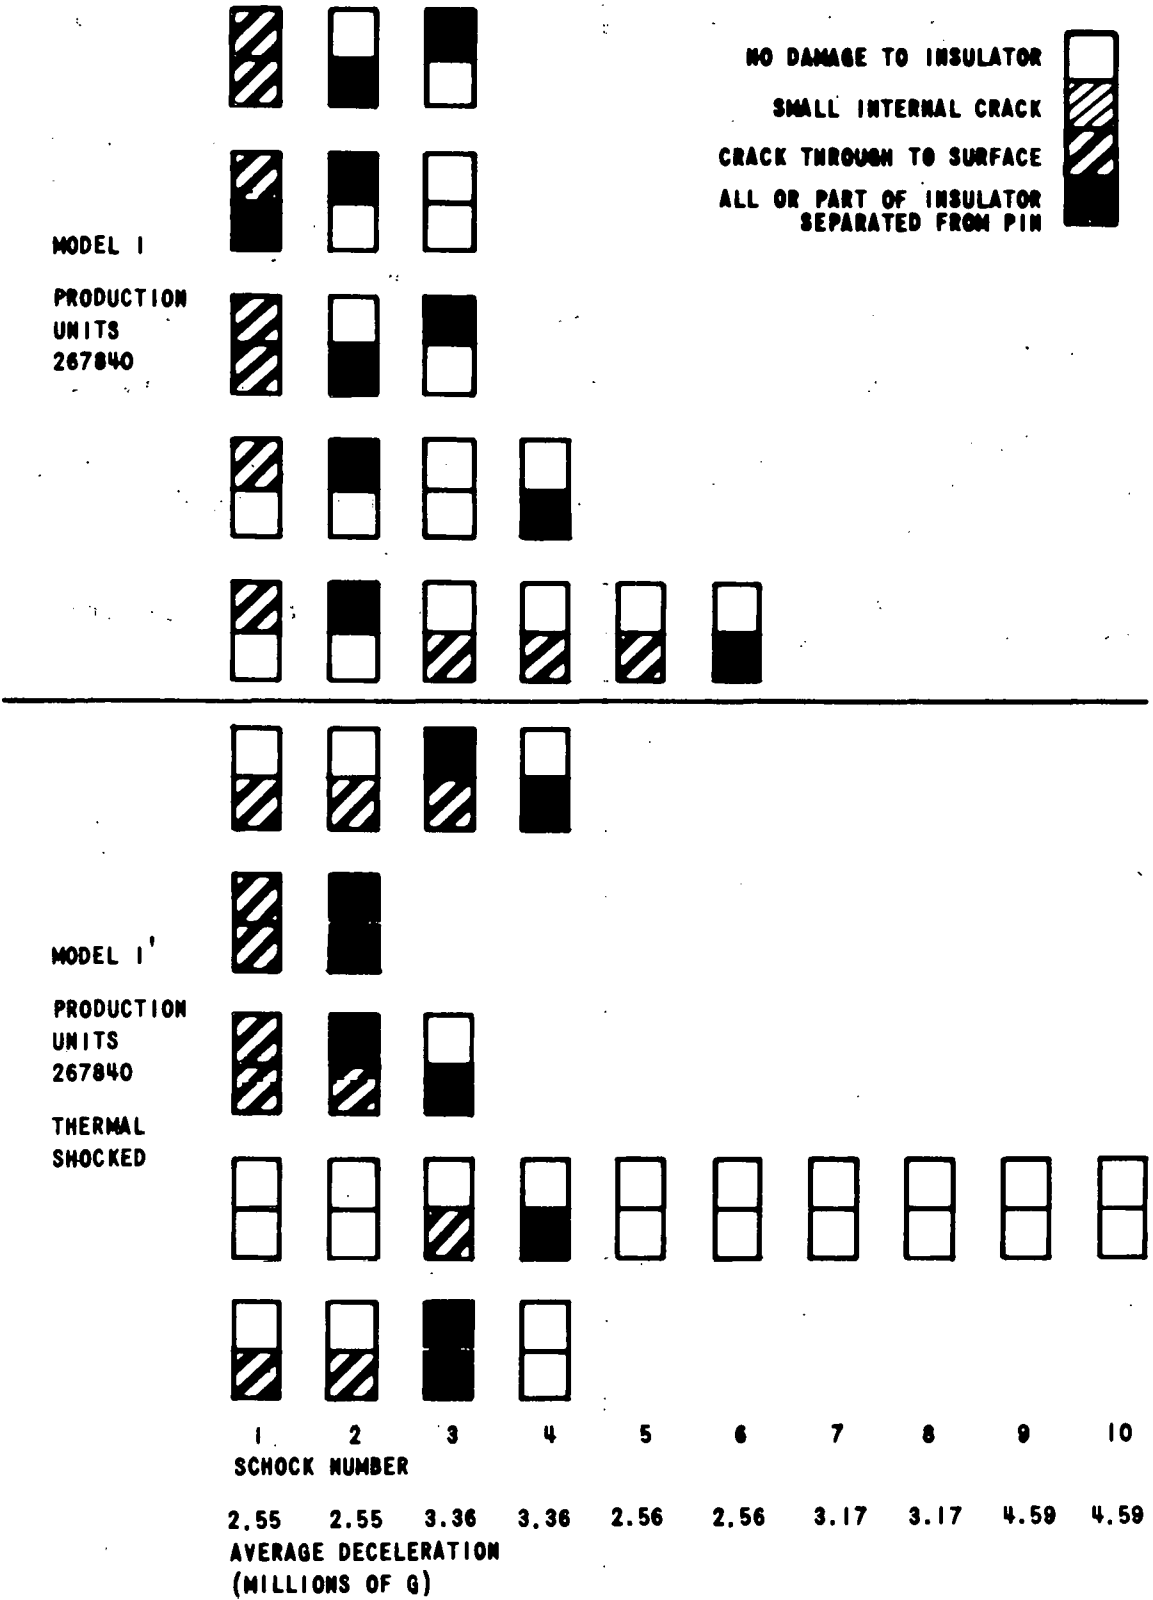 NO DAMAGE TO INSULATOR
SMALL INTERNAL CRACK
CRACK THROUGH TO SURFACE
ALL OR PART OF INSULATOR
SEPARATED FROM PIN
MODEL I
PRODUCTION
UNITS
267840
MODEL I'
PRODUCTION
UNITS
267840
THERMAL
SHOCKED
1 2 3 4 5 6 7 8 9 10
SCHOCK NUMBER
2.55 2.55 3.36 3.36 2.56 2.56 3.17 3.17 4.59 4.59
AVERAGE DECELERATION
(MILLIONS OF G)